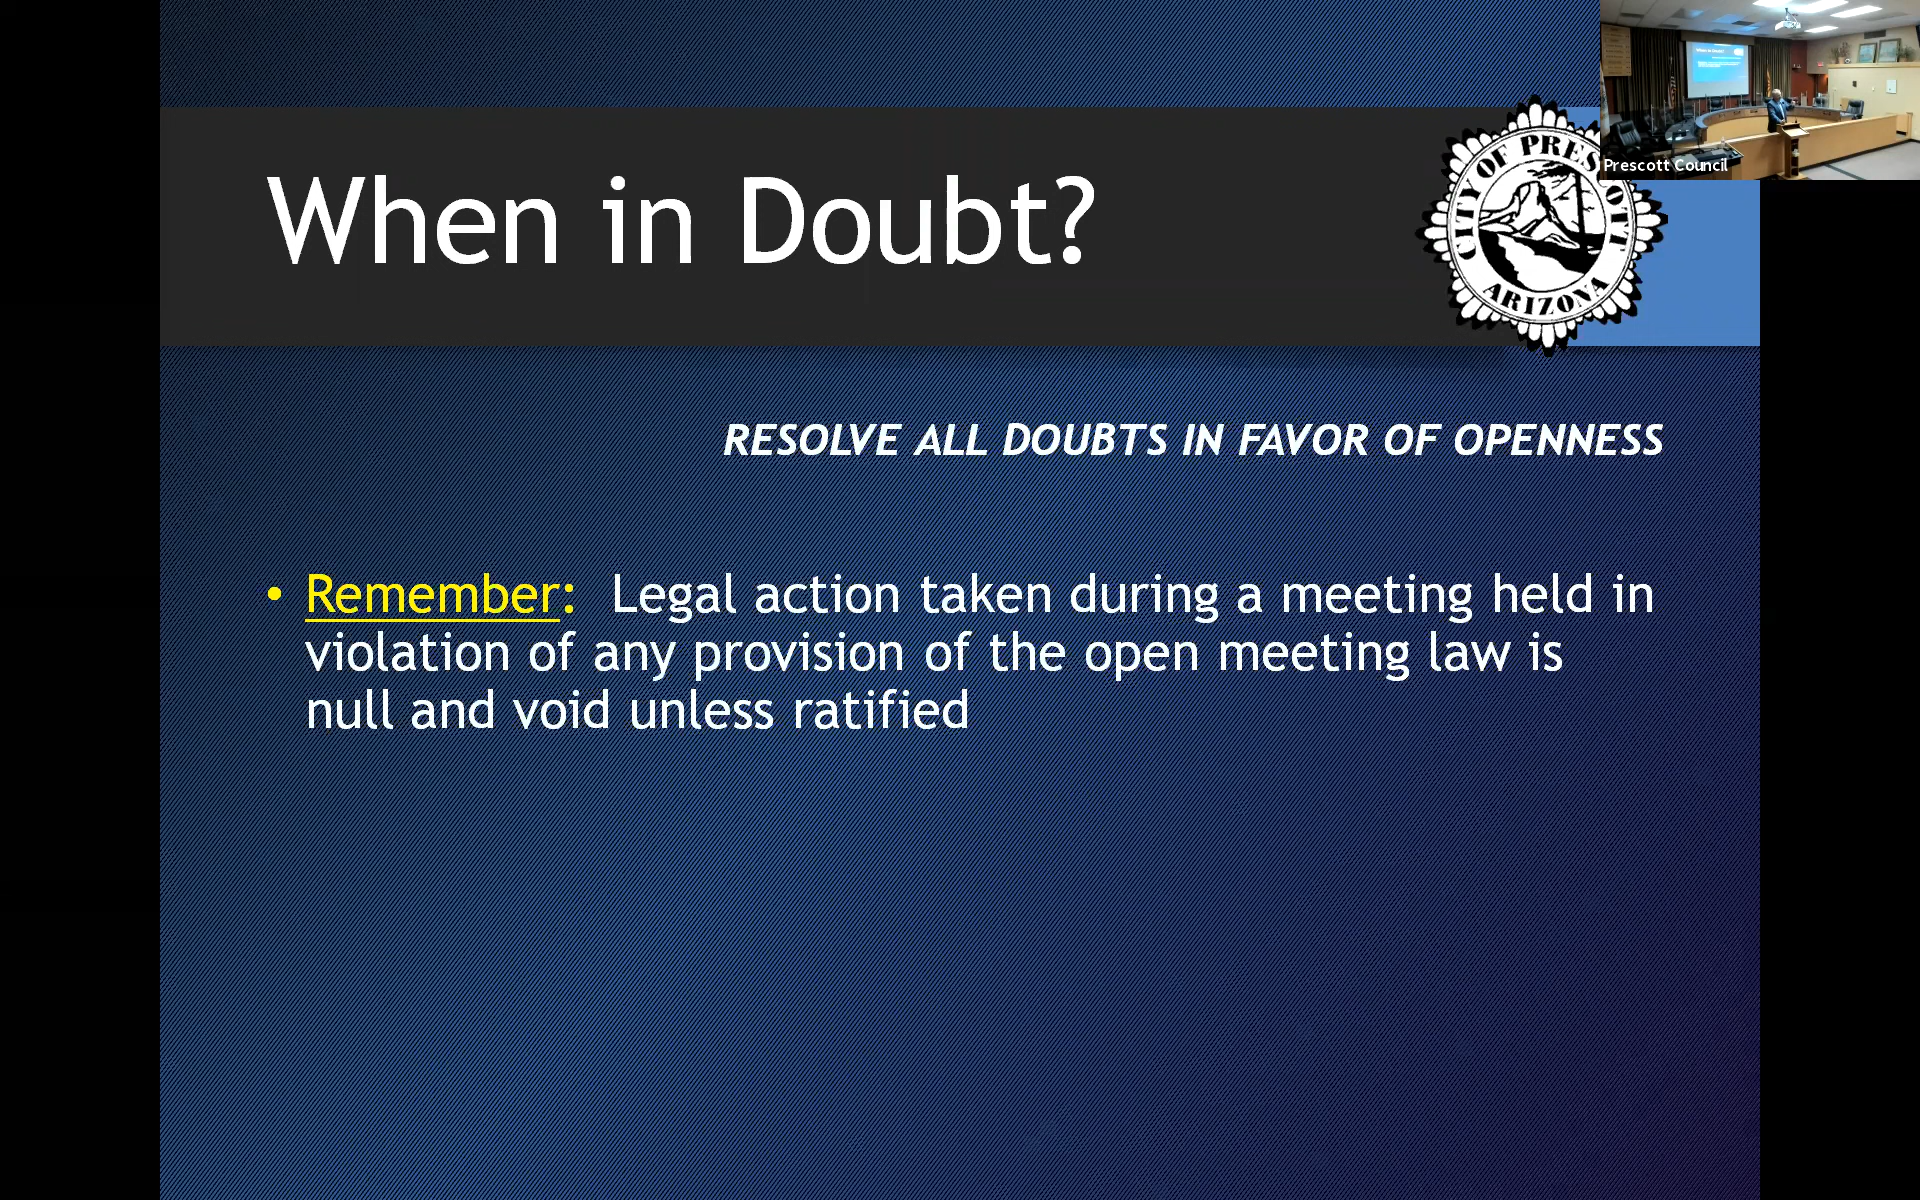 When in Doubt?
CITY OF PRES
ARIZONA
Prescott Council
RESOLVE ALL DOUBTS IN FAVOR OF OPENNESS
• Remember: Legal action taken during a meeting held in
violation of any provision of the open meeting law is
null and void unless ratified